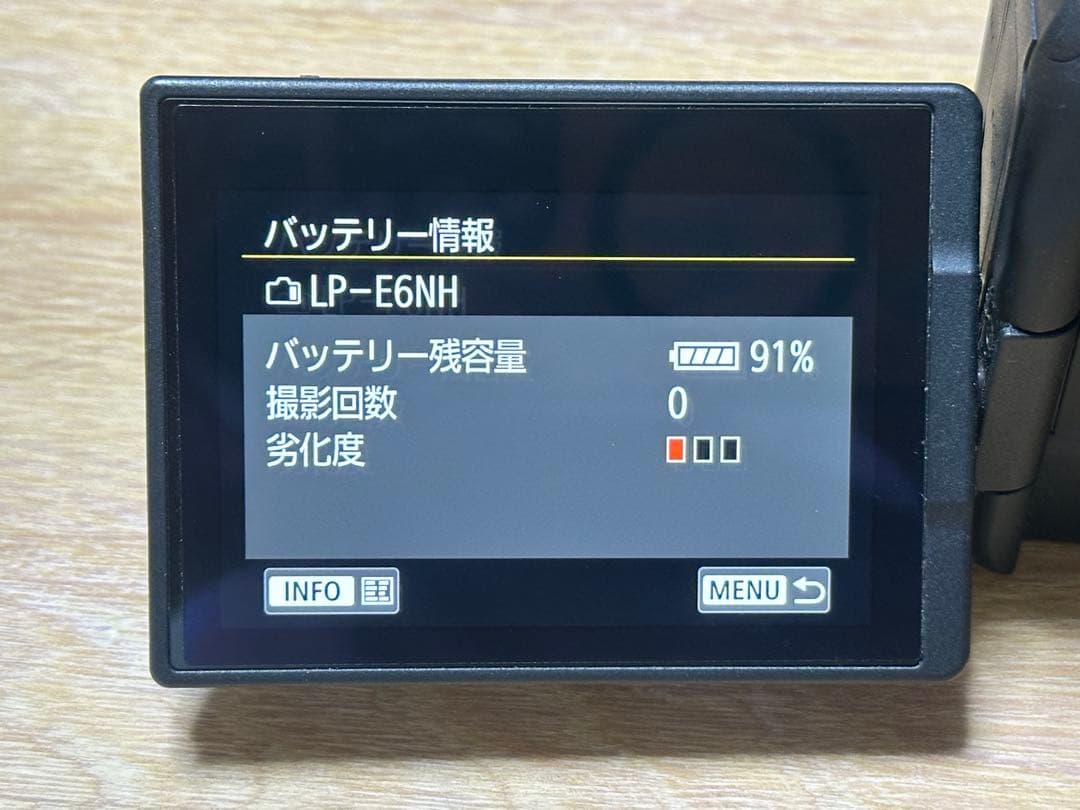 バッテリー情報
LP-E6NH
バッテリー残容量 91%
撮影回数 0
劣化度
INFO MENU